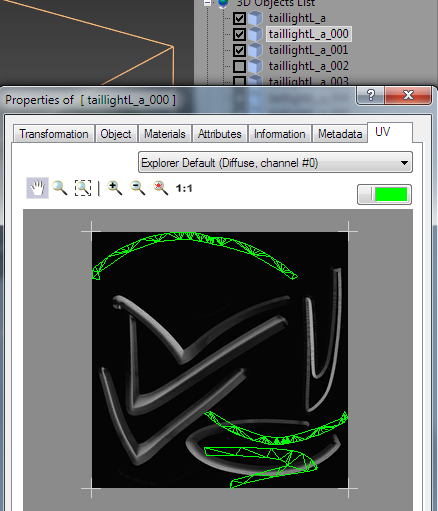 3D Objects List
taillightL_a
taillightL_a_000
taillightL_a_001
taillightL_a_002
taillightL_a_003
Properties of [ taillightL_a_000 ]
Transformation Object Materials Attributes Information Metadata UV
Explorer Default (Diffuse, channel #0)
1:1